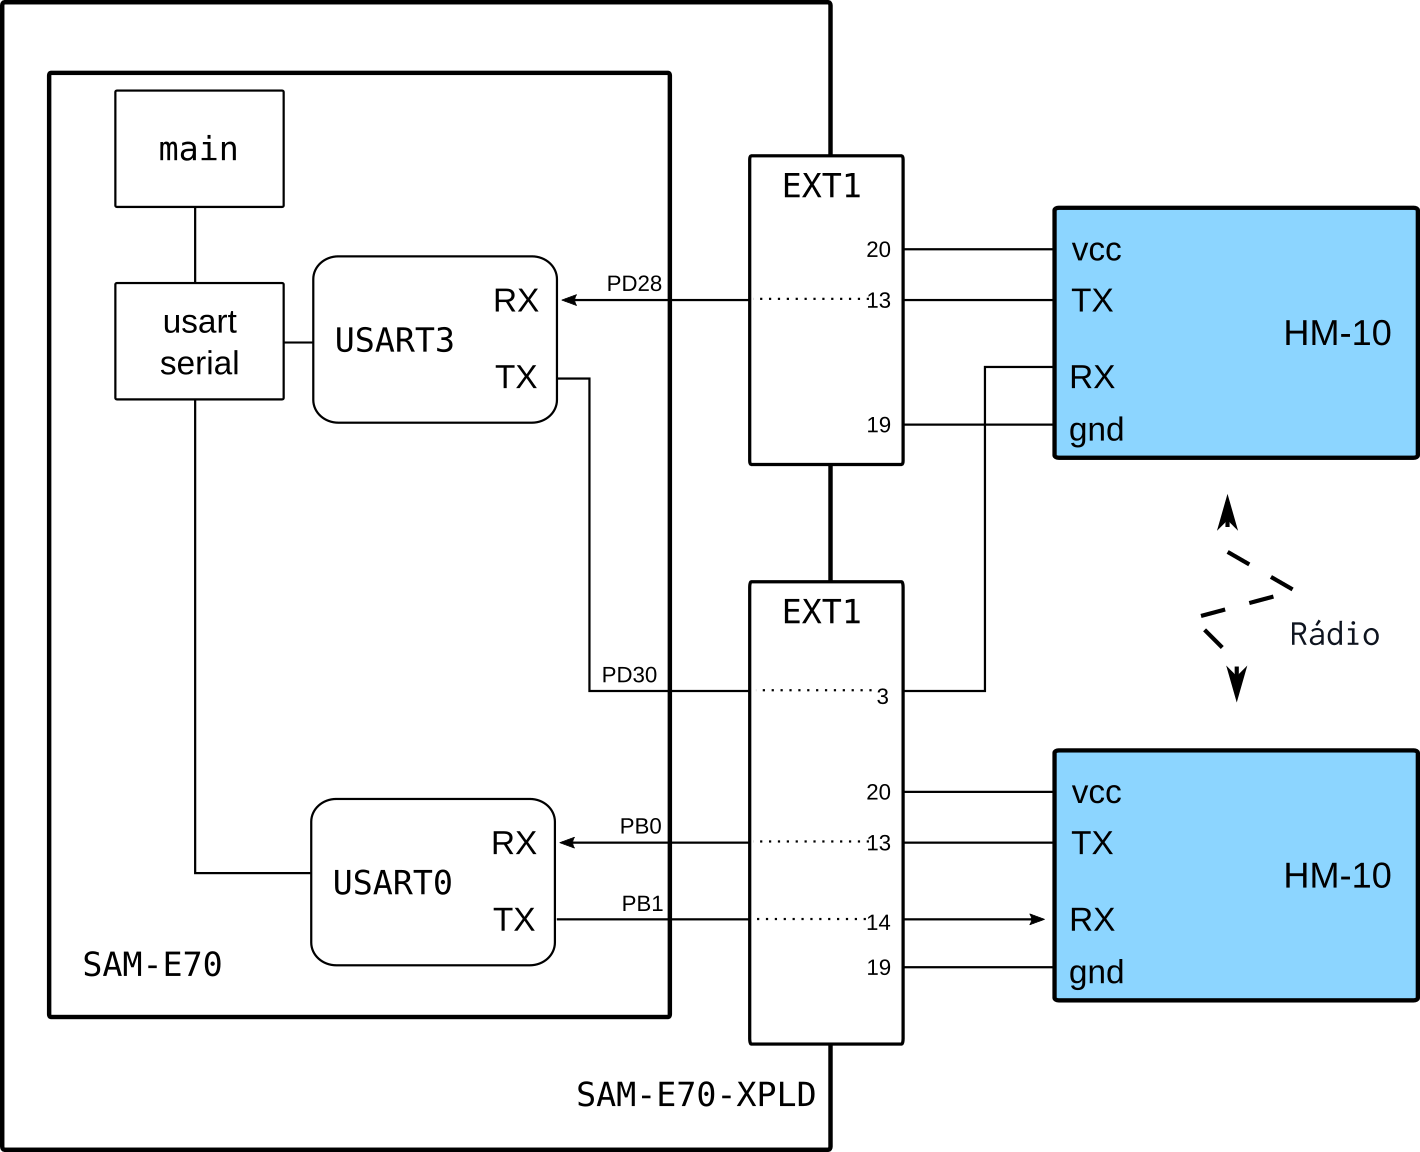 main
usart
serial
USART3
RX
TX
PD28
PD30
EXT1
20
13
19
vcc
TX
RX
gnd
HM-10
Rádio
EXT1
3
20
13
14
19
USART0
RX
TX
PB0
PB1
vcc
TX
RX
gnd
HM-10
SAM-E70
SAM-E70-XPLD